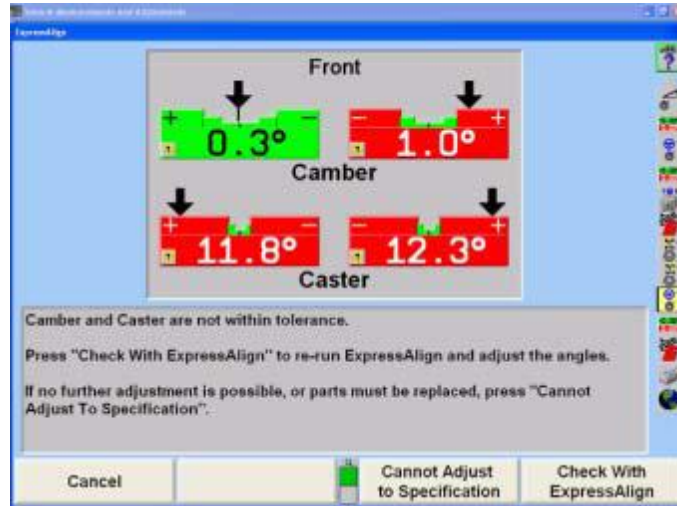 ExpressAlign
Front
+ −
0.3°
− +
1.0°
Camber
+ −
11.8°
− +
12.3°
Caster
Camber and Caster are not within tolerance.
Press "Check With ExpressAlign" to re-run ExpressAlign and adjust the angles.
If no further adjustment is possible, or parts must be replaced, press "Cannot
Adjust To Specification".
Cancel
Cannot Adjust
to Specification
Check With
ExpressAlign